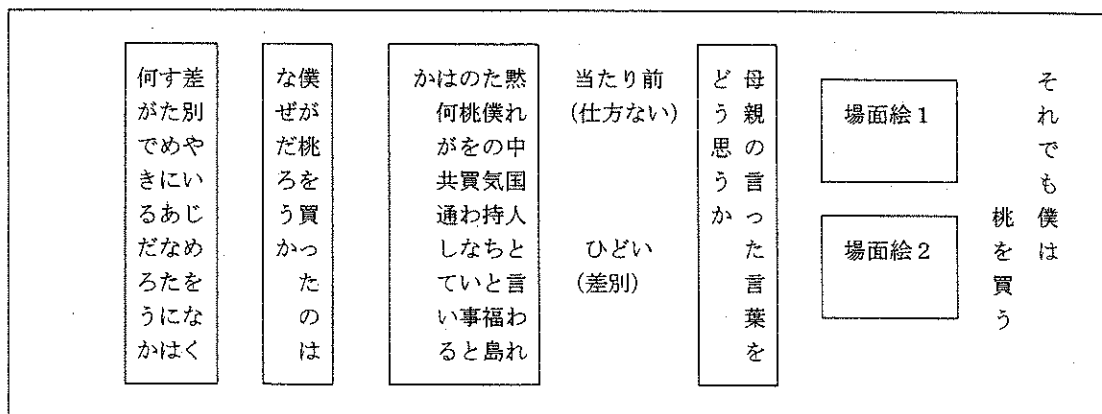 それでも僕は
桃を買う
場面絵1
場面絵2
母親の言った言葉を
どう思うか
当たり前
(仕方ない)
ひどい
(差別)
黙れ中国人と言われ
た僕の気持ちと福島
の桃を買わない事と
は何が共通している
か
僕が桃を買ったのは
なぜだろうか
差別やいじめをなく
すためにあなたには
何ができるだろうか